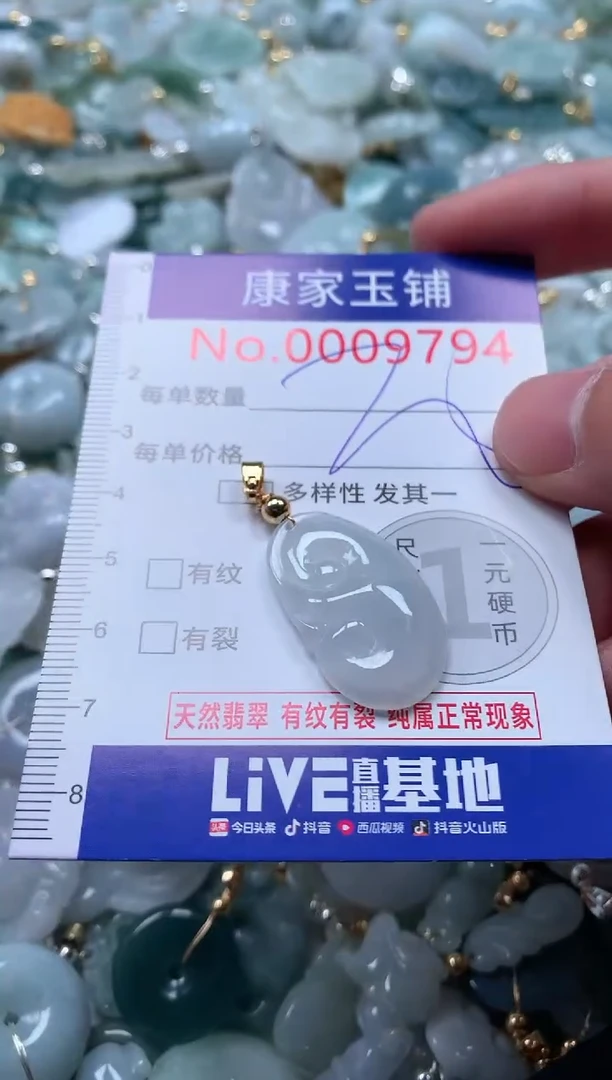 康家玉铺
No.0009794
每单数量
每单价格
多样性 发其一
尺 一元硬币
1
有纹
有裂
天然翡翠 有纹有裂 纯属正常现象
LiVE直播基地
今日头条 抖音 西瓜视频 抖音火山版
1
2
3
4
5
6
7
8